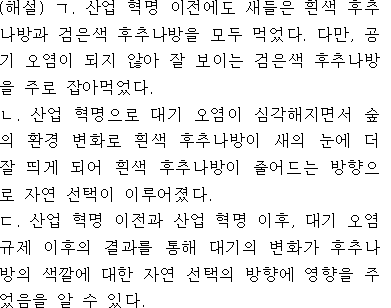 (해설) ㄱ. 산업 혁명 이전에도 새들은 흰색 후추
나방과 검은색 후추나방을 모두 먹었다. 다만, 공
기 오염이 되지 않아 잘 보이는 검은색 후추나방
을 주로 잡아먹었다.
ㄴ. 산업 혁명으로 대기 오염이 심각해지면서 숲
의 환경 변화로 흰색 후추나방이 새의 눈에 더
잘 띄게 되어 흰색 후추나방이 줄어드는 방향으
로 자연 선택이 이루어졌다.
ㄷ. 산업 혁명 이전과 산업 혁명 이후, 대기 오염
규제 이후의 결과를 통해 대기의 변화가 후추나
방의 색깔에 대한 자연 선택의 방향에 영향을 주
었음을 알 수 있다.